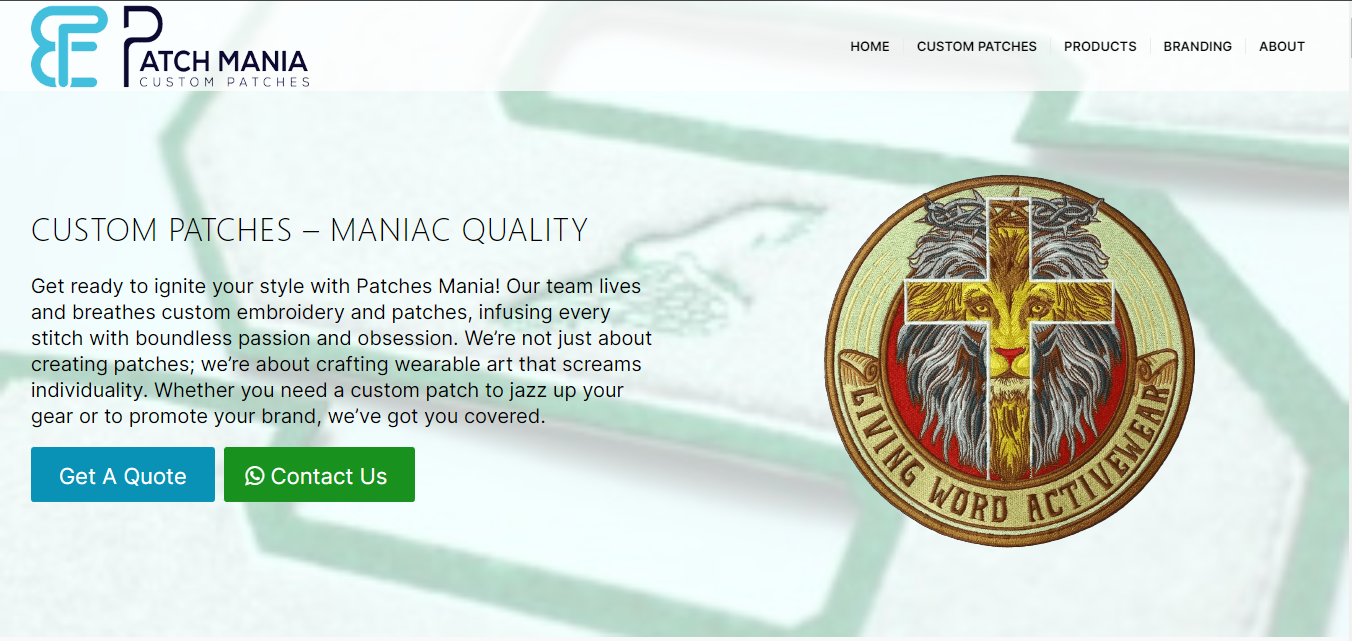 PATCH MANIA
CUSTOM PATCHES
HOME
CUSTOM PATCHES
PRODUCTS
BRANDING
ABOUT
CUSTOM PATCHES – MANIAC QUALITY
Get ready to ignite your style with Patches Mania! Our team lives
and breathes custom embroidery and patches, infusing every
stitch with boundless passion and obsession. We’re not just about
creating patches; we’re about crafting wearable art that screams
individuality. Whether you need a custom patch to jazz up your
gear or to promote your brand, we’ve got you covered.
Get A Quote
Contact Us
LIVING WORD ACTIVEWEAR